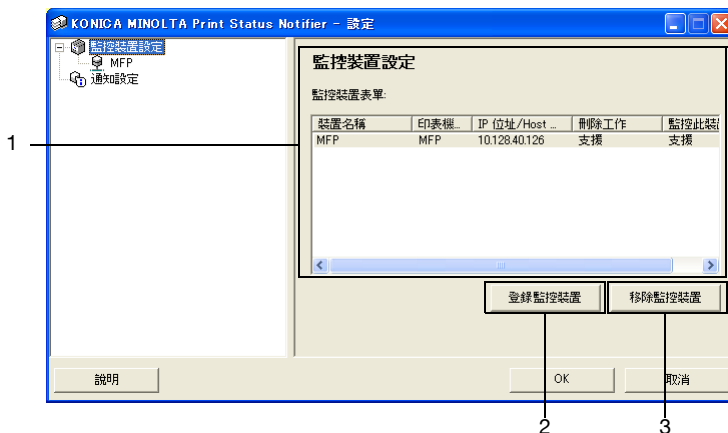 KONICA MINOLTA Print Status Notifier - 設定
監控裝置設定
MFP
通知設定
監控裝置設定
監控裝置表單:
裝置名稱 印表機... IP 位址/Host ... 刪除工作 監控此裝
MFP MFP 10.128.40.126 支援 支援
1
登錄監控裝置 移除監控裝置
說明 OK 取消
2 3